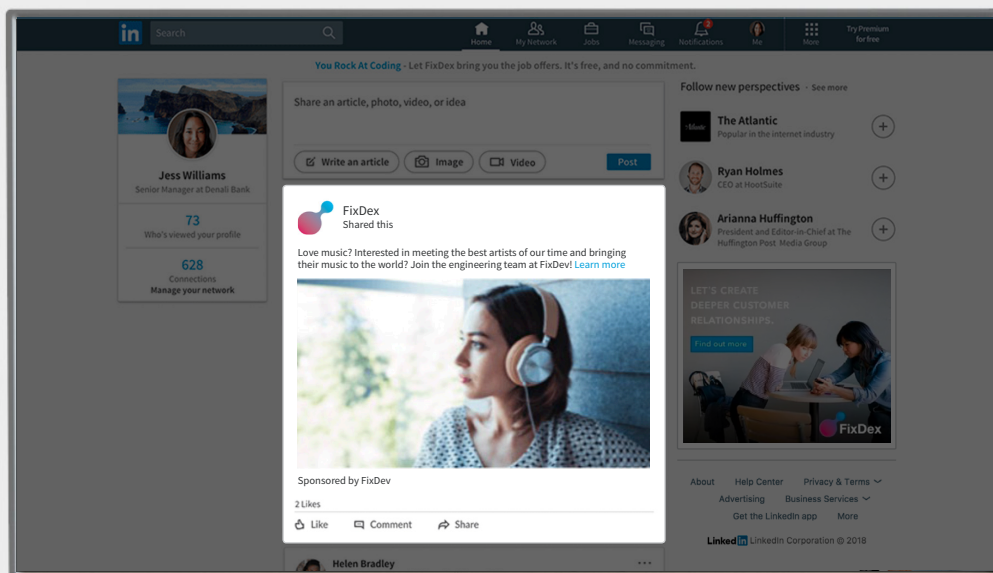 in Search Home My Network Jobs Messaging 2 Notifications Me More Try Premium for free
You Rock At Coding - Let FixDex bring you the job offers. It's free, and no commitment.
Jess Williams
Senior Manager at Denali Bank
73
Who's viewed your profile
628
Connections
Manage your network
Share an article, photo, video, or idea
Write an article Image Video Post
FixDex
Shared this
Love music? Interested in meeting the best artists of our time and bringing
their music to the world? Join the engineering team at FixDev! Learn more
Sponsored by FixDev
2 Likes
Like Comment Share
Helen Bradley
Follow new perspectives · See more
The Atlantic
Popular in the internet industry
Ryan Holmes
CEO at HootSuite
Arianna Huffington
President and Editor-in-Chief at The
Huffington Post Media Group
LET'S CREATE
DEEPER CUSTOMER
RELATIONSHIPS.
Find out more
FixDex
About Help Center Privacy & Terms
Advertising Business Services
Get the LinkedIn app More
Linked in LinkedIn Corporation © 2018